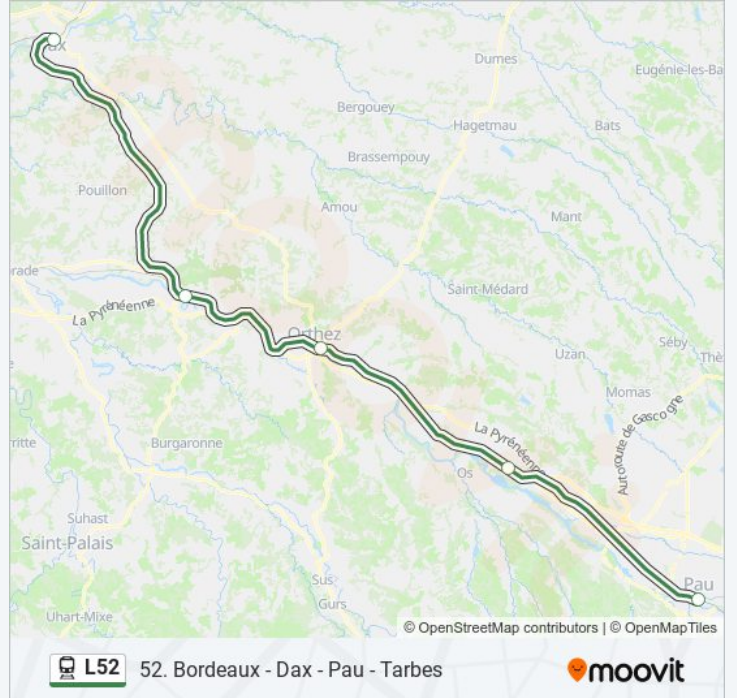 ax
Dumes
Eugénie-les-Ba
Bergouey
Hagetmau
Bats
Brassempouy
Pouillon
Amou
Mant
rade
Saint-Médard
La Pyrénéenne
Orthez
Séby
Uzan
Thè
Momas
La Pyrénéenne
Autoroute de Gascogne
rritte
Burgaronne
Os
Suhast
Saint-Palais
Sus
Pau
Gurs
Uhart-Mixe
© OpenStreetMap contributors | © OpenMapTiles
L52 52. Bordeaux - Dax - Pau - Tarbes
moovit